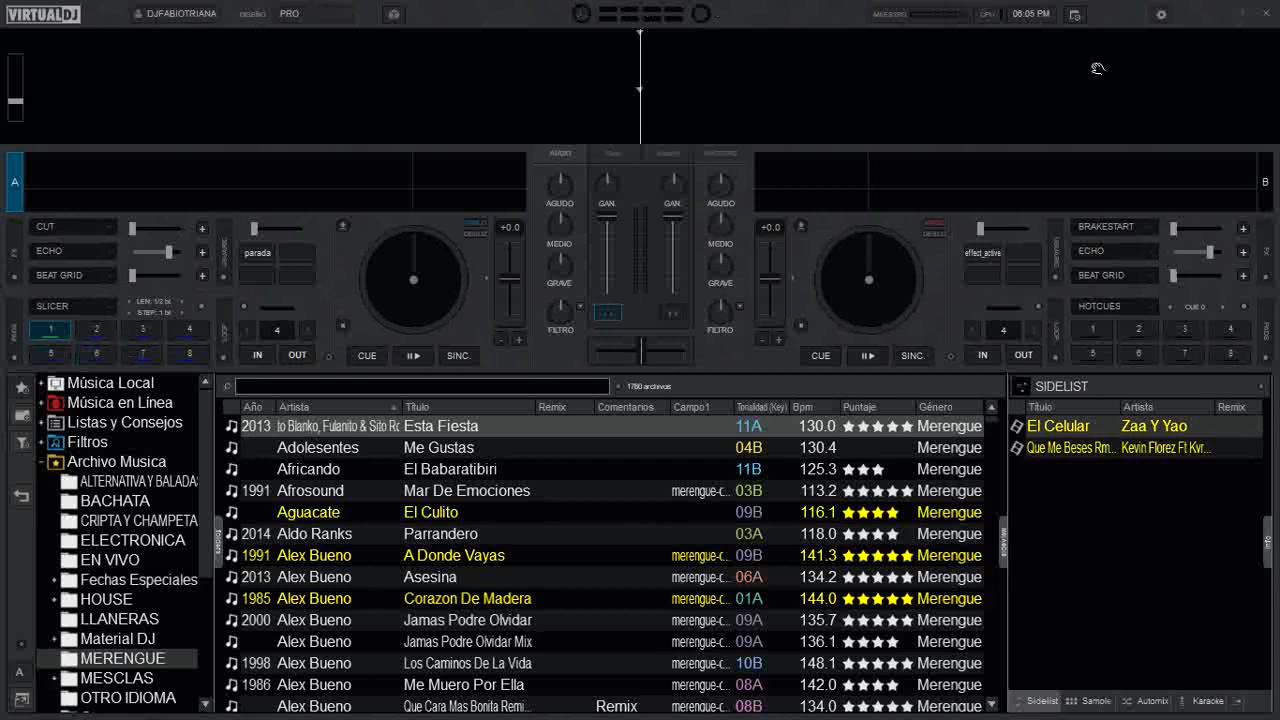 VIRTUALDJ DJFABIOTRIANA DISEÑO PRO MAESTRO CPU 06:05 PM
A B
AUDIO
GAN. GAN.
AGUDO AGUDO
MEDIO MEDIO
GRAVE GRAVE
FILTRO FILTRO
CUT +0.0 +0.0 BRAKESTART
ECHO parada effect_active ECHO
BEAT GRID BEAT GRID
SLICER LEN: 1/2 bt STEP: 1 bt HOTCUES CUE 0
1 2 3 4 4 4 1 2 3 4
5 6 7 8 IN OUT CUE SINC. CUE SINC. IN OUT 5 6 7 8
Música Local
Música en Línea
Listas y Consejos
Filtros
Archivo Musica
ALTERNATIVA Y BALADA
BACHATA
CRIPTA Y CHAMPETA
ELECTRONICA
EN VIVO
Fechas Especiales
HOUSE
LLANERAS
Material DJ
MERENGUE
MESCLAS
OTRO IDIOMA
A
folders
1760 archivos
Año Artista Título Remix Comentarios Campo1 Tonalidad (Key) Bpm Puntaje Género
2013 to Blanko, Fulanito & Sito Ro Esta Fiesta 11A 130.0 Merengue
Adolesentes Me Gustas 04B 130.4 Merengue
Africando El Babaratibiri 11B 125.3 Merengue
1991 Afrosound Mar De Emociones merengue-c... 03B 113.2 Merengue
Aguacate El Culito 09B 116.1 Merengue
2014 Aldo Ranks Parrandero 03A 118.0 Merengue
1991 Alex Bueno A Donde Vayas merengue-c... 09B 141.3 Merengue
2013 Alex Bueno Asesina merengue-c... 06A 134.2 Merengue
1985 Alex Bueno Corazon De Madera merengue-c... 01A 144.0 Merengue
2000 Alex Bueno Jamas Podre Olvidar merengue-c... 09A 135.7 Merengue
Alex Bueno Jamas Podre Olvidar Mix merengue-c... 09A 136.1 Merengue
1998 Alex Bueno Los Caminos De La Vida merengue-c... 10B 148.1 Merengue
1986 Alex Bueno Me Muero Por Ella merengue-c... 08A 142.0 Merengue
Alex Bueno Que Cara Mas Bonita Remi... Remix merengue-c... 08B 134.0 Merengue
SIDELIST
Título Artista Remix
El Celular Zaa Y Yao
Que Me Beses Rm... Kevin Florez Ft Kvr...
Sidelist Sample Automix Karaoke